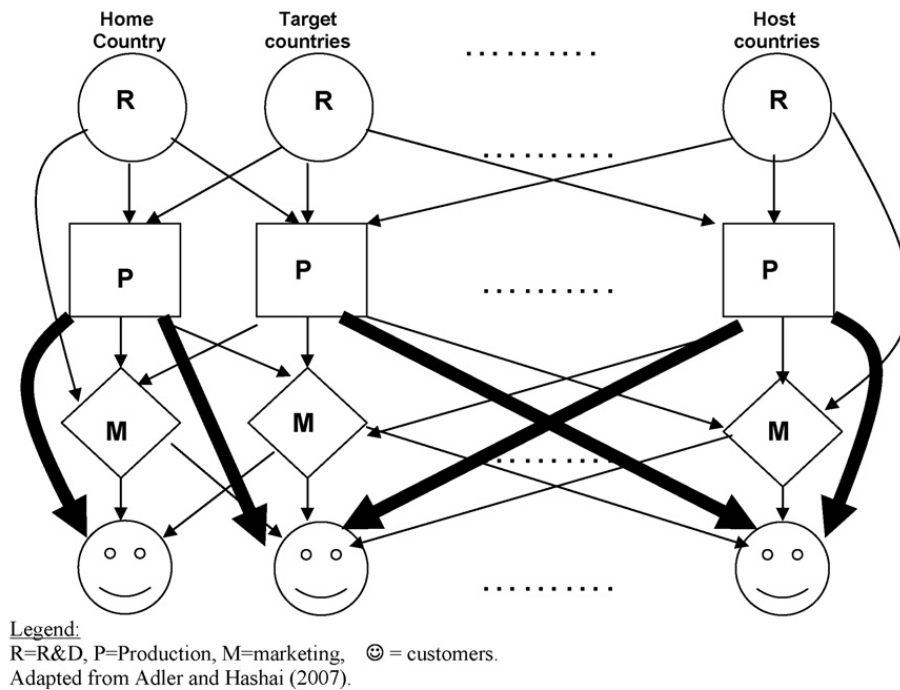 Home Country
Target countries
Host countries
..........
R
R
R
..........
P
P
P
..........
M
M
M
..........
..........
Legend:
R=R&D, P=Production, M=marketing, ☺ = customers.
Adapted from Adler and Hashai (2007).